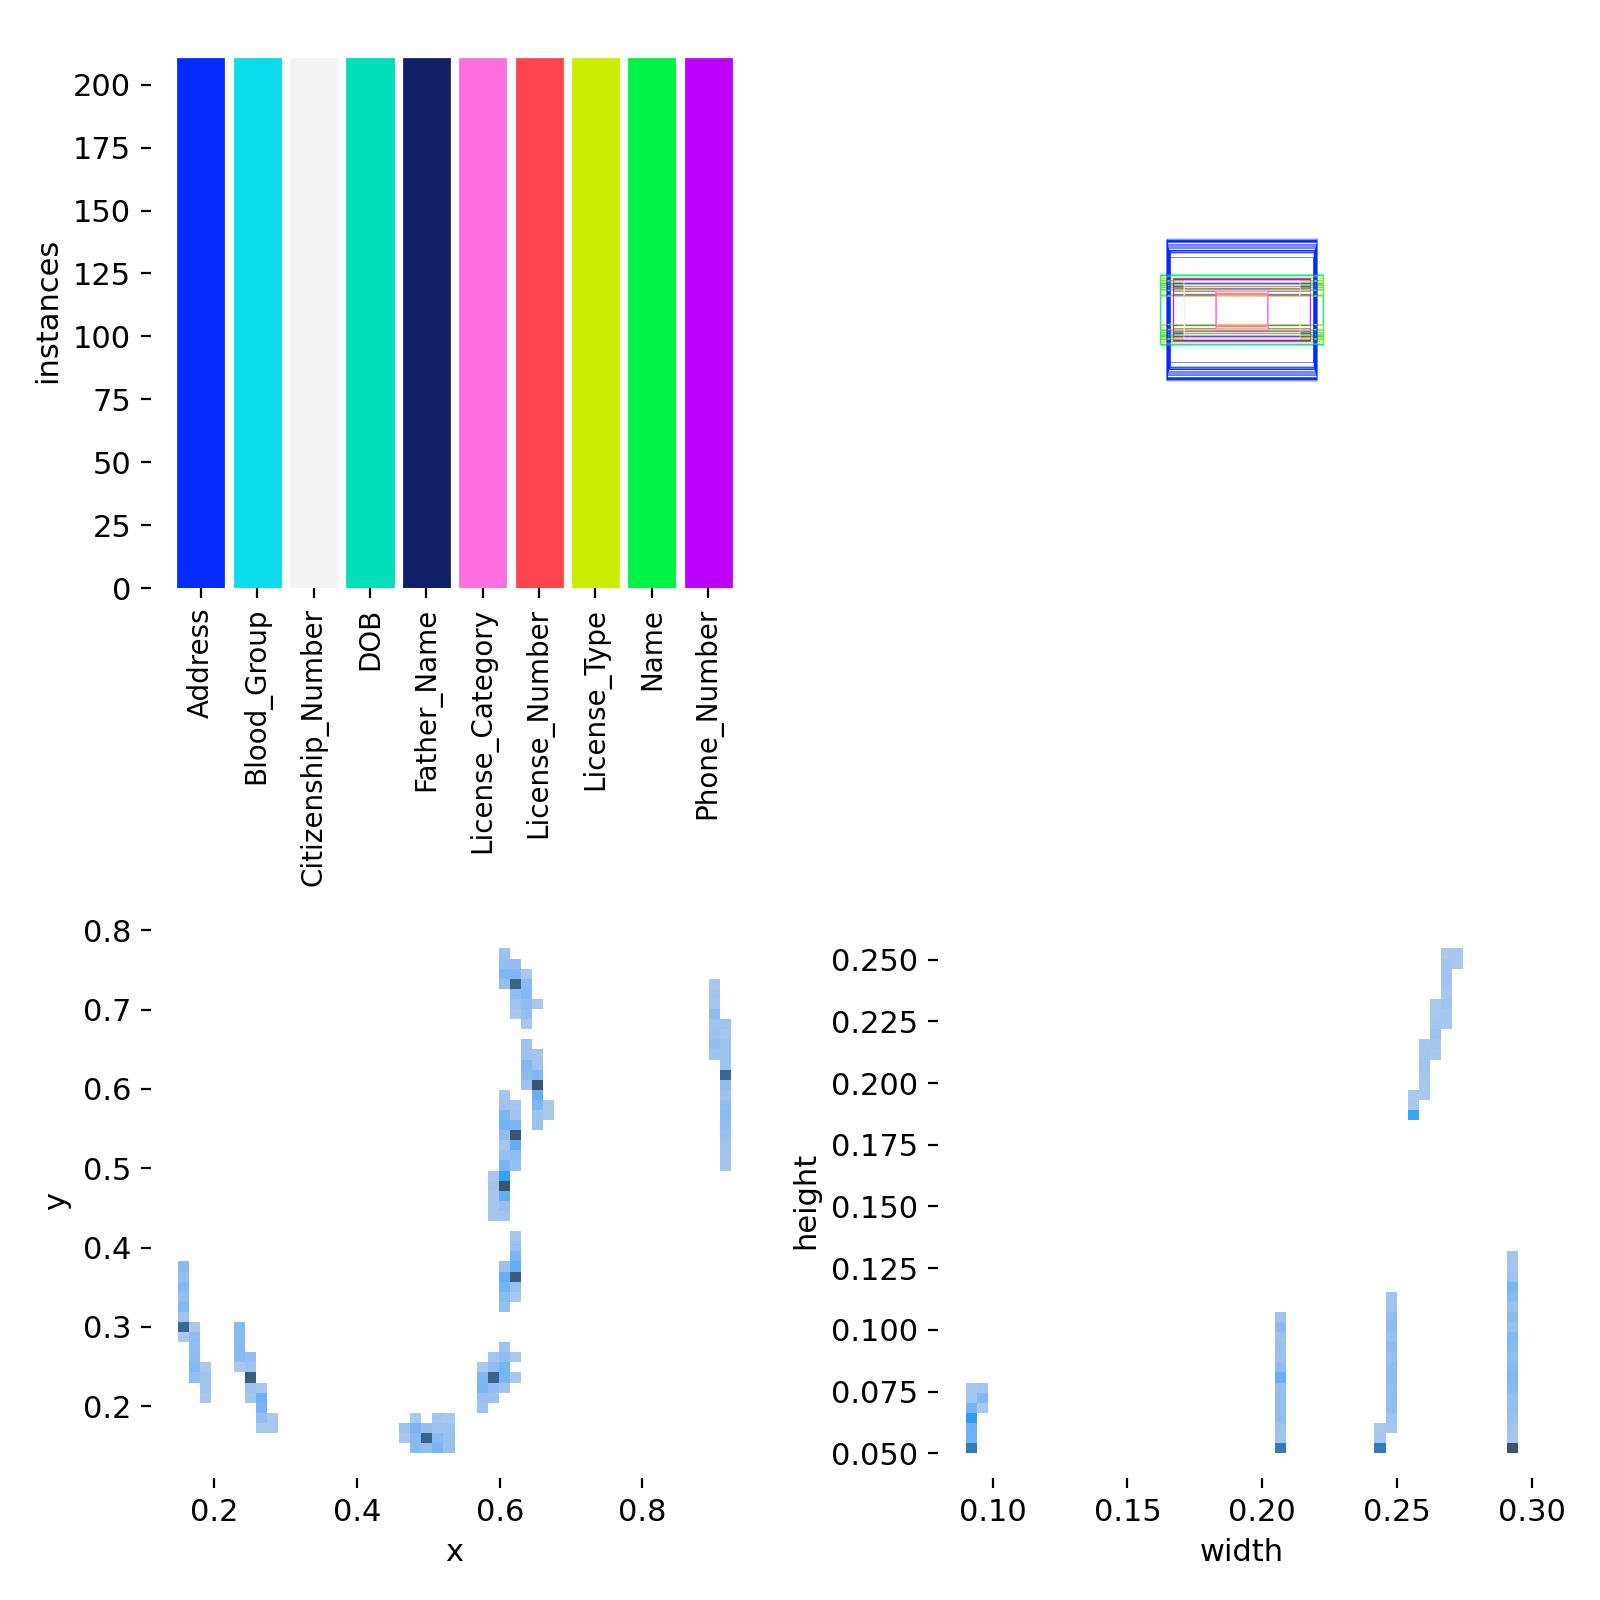 instances
200
175
150
125
100
75
50
25
0
Address
Blood_Group
Citizenship_Number
DOB
Father_Name
License_Category
License_Number
License_Type
Name
Phone_Number
y
0.8
0.7
0.6
0.5
0.4
0.3
0.2
0.2 0.4 0.6 0.8
x
height
0.250
0.225
0.200
0.175
0.150
0.125
0.100
0.075
0.050
0.10 0.15 0.20 0.25 0.30
width